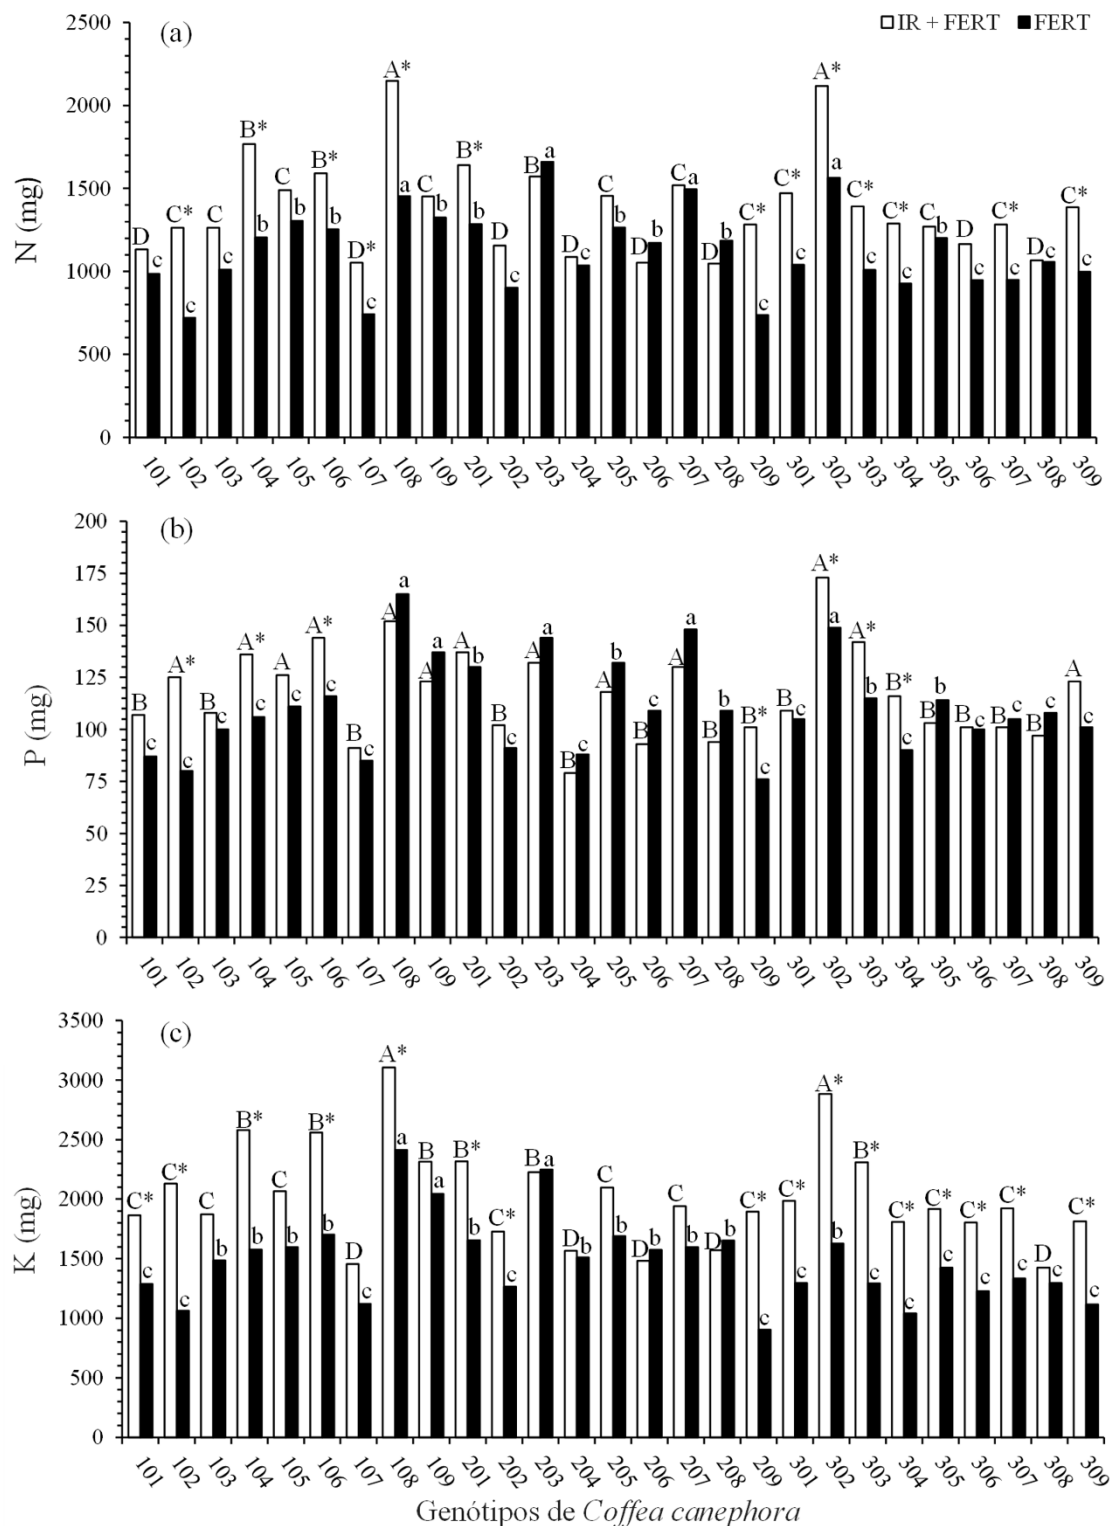 (a)
IR + FERT FERT
2500
2000
1500
1000
500
0
N (mg)
D c C* c C c B* b C b B* b D* c A* a C b B* b D c B a D c C b D b C a D b C* c C* c A* a C* c C* c C b D c C* c D c C* c
101 102 103 104 105 106 107 108 109 201 202 203 204 205 206 207 208 209 301 302 303 304 305 306 307 308 309
(b)
200
175
150
125
100
75
50
25
0
P (mg)
B c A* c B c A* c A c A* c B c A a A a A b B c A a B c A b B c A a B b B* c B c A* a A* b B* c B b B c B c B c A c
101 102 103 104 105 106 107 108 109 201 202 203 204 205 206 207 208 209 301 302 303 304 305 306 307 308 309
(c)
3500
3000
2500
2000
1500
1000
500
0
K (mg)
C* c C* c C b B* b C b B* b D c A* a B a B* b C* c B a D b C b D b C b D b C* c C* c A* b B* c C* c C* c C* c C* c D c C* c
101 102 103 104 105 106 107 108 109 201 202 203 204 205 206 207 208 209 301 302 303 304 305 306 307 308 309
Genótipos de Coffea canephora